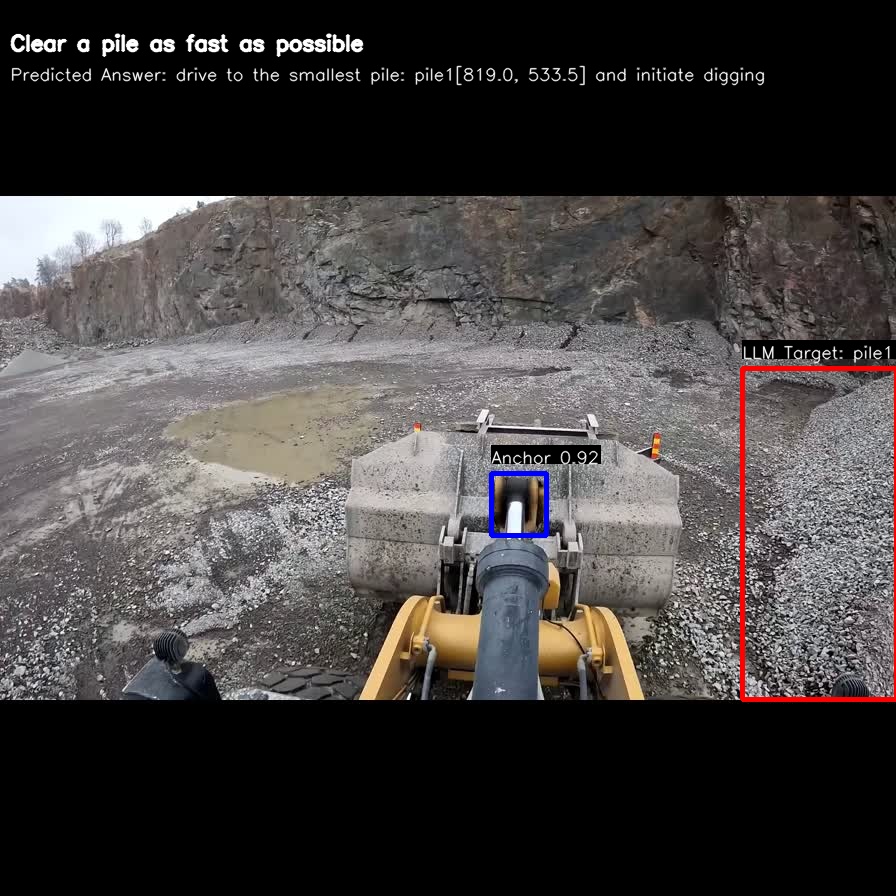 Clear a pile as fast as possible
Predicted Answer: drive to the smallest pile: pile1[819.0, 533.5] and initiate digging
LLM Target: pile1
Anchor 0.92